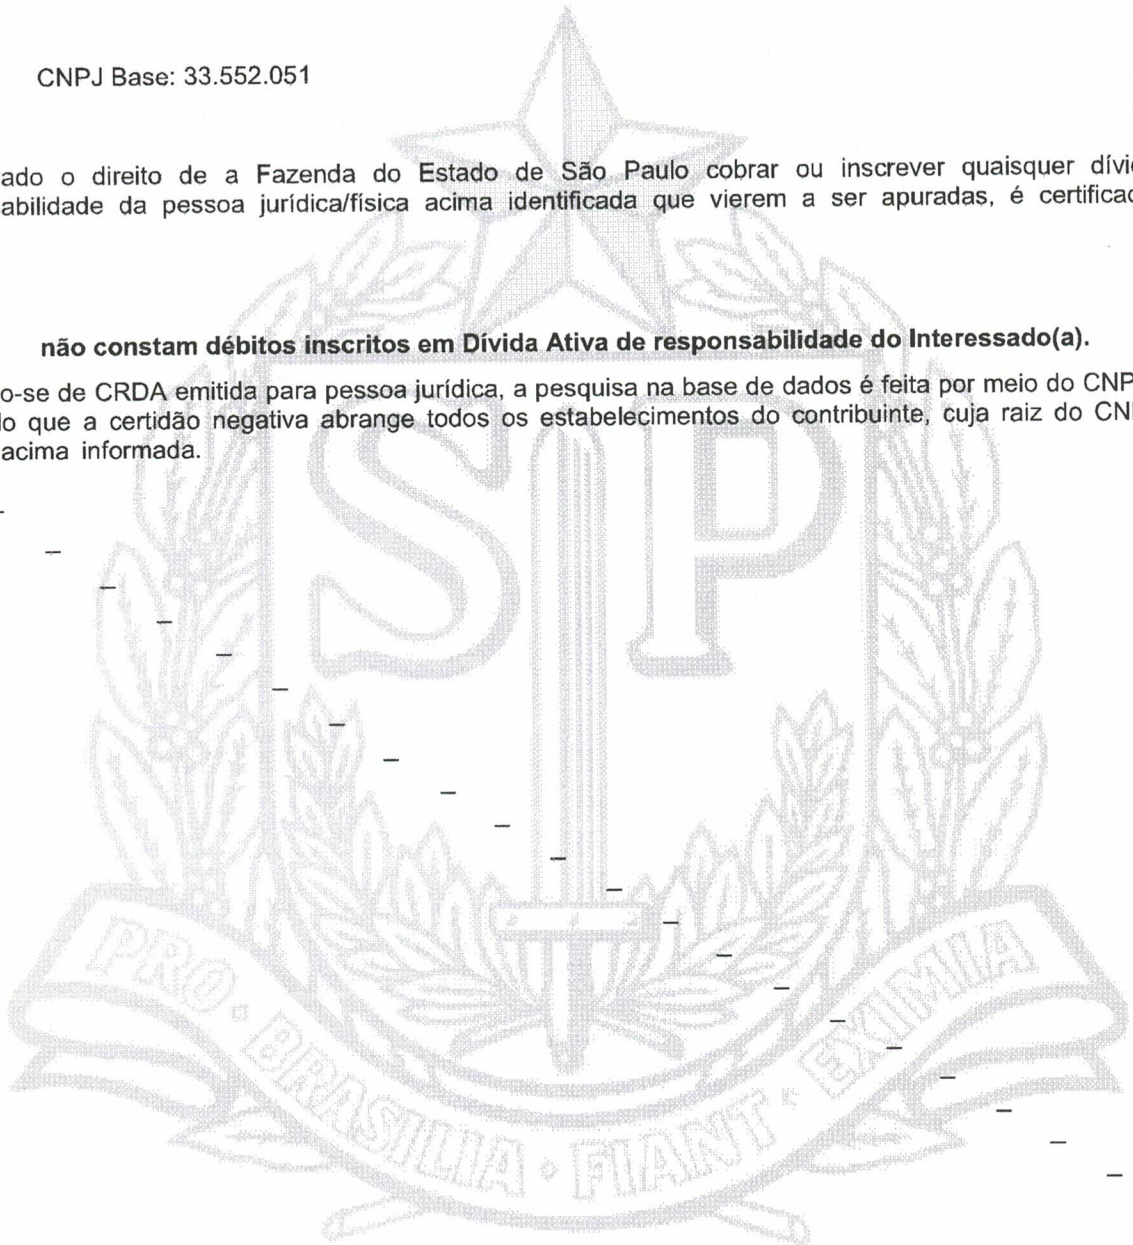 CNPJ Base: 33.552.051
ado o direito de a Fazenda do Estado de São Paulo cobrar ou inscrever quaisquer dívi
abilidade da pessoa jurídica/física acima identificada que vierem a ser apuradas, é certificad
não constam débitos inscritos em Dívida Ativa de responsabilidade do Interessado(a).
o-se de CRDA emitida para pessoa jurídica, a pesquisa na base de dados é feita por meio do CNP
lo que a certidão negativa abrange todos os estabelecimentos do contribuinte, cuja raiz do CN
acima informada.
SP
PRO · BRASILIA · FIANT · EXIMIA